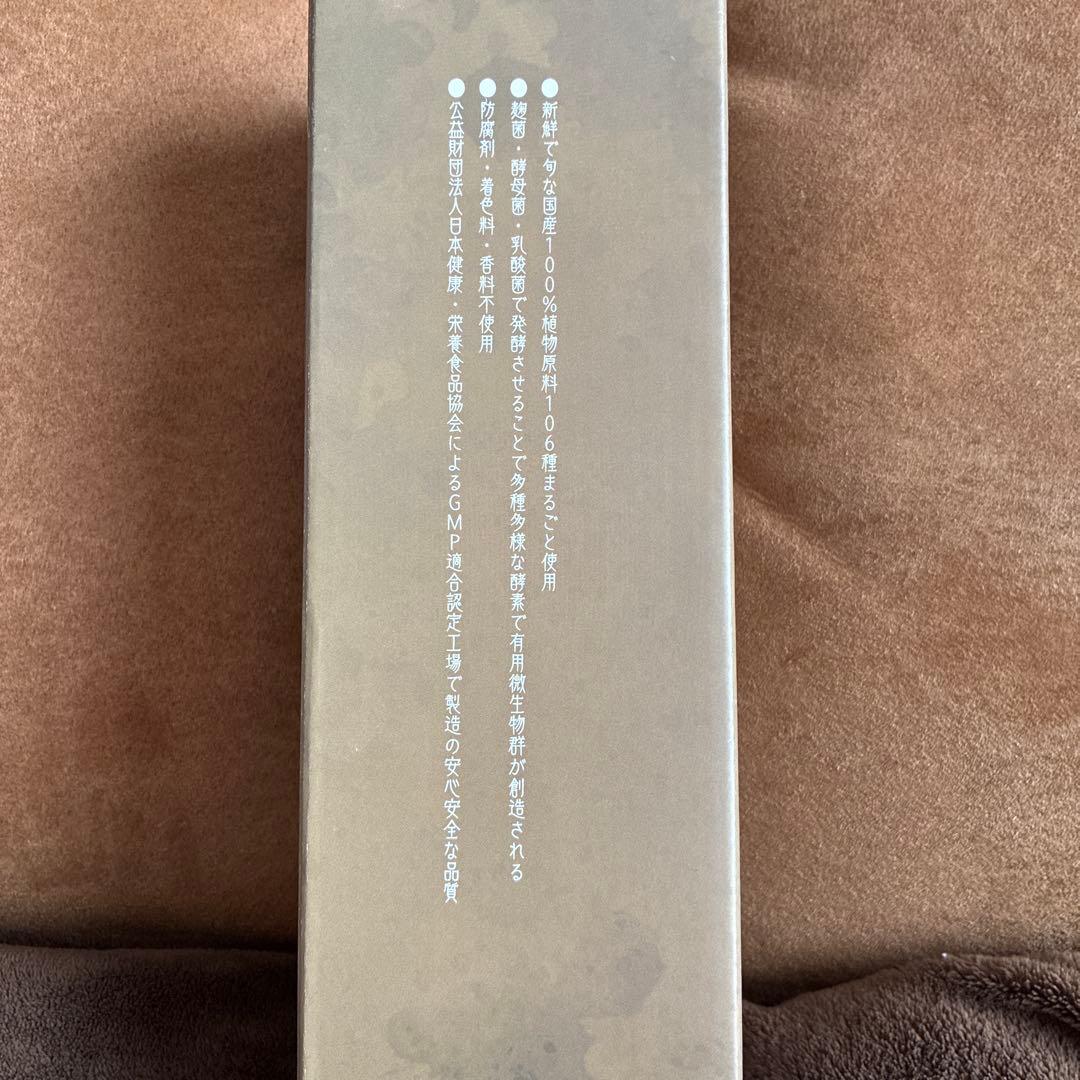 ●新鮮で旬な国産100%植物原料106種まるごと使用
●麹菌・酵母菌・乳酸菌で発酵させることで多種多様な酵素で有用微生物群が創造される
●防腐剤・着色料・香料不使用
●公益財団法人日本健康・栄養食品協会によるGMP適合認定工場で製造の安心安全な品質